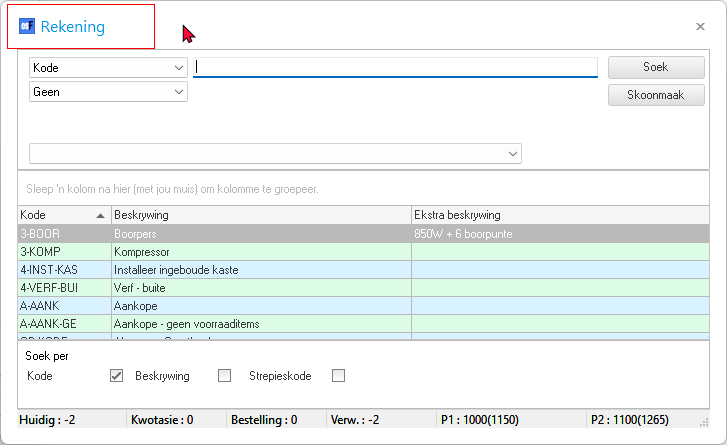 Rekening
Kode
Soek
Geen
Skoonmaak
Sleep 'n kolom na hier (met jou muis) om kolomme te groepeer.
Kode Beskrywing Ekstra beskrywing
3-BOOR Boorpers 850W + 6 boorpunte
3-KOMP Kompressor
4-INST-KAS Installeer ingeboude kaste
4-VERF-BUI Verf - buite
A-AANK Aankope
A-AANK-GE Aankope - geen voorraaditems
Soek per
Kode Beskrywing Strepieskode
Huidig : -2 Kwotasie : 0 Bestelling : 0 Verw. : -2 P1 : 1000(1150) P2 : 1100(1265)